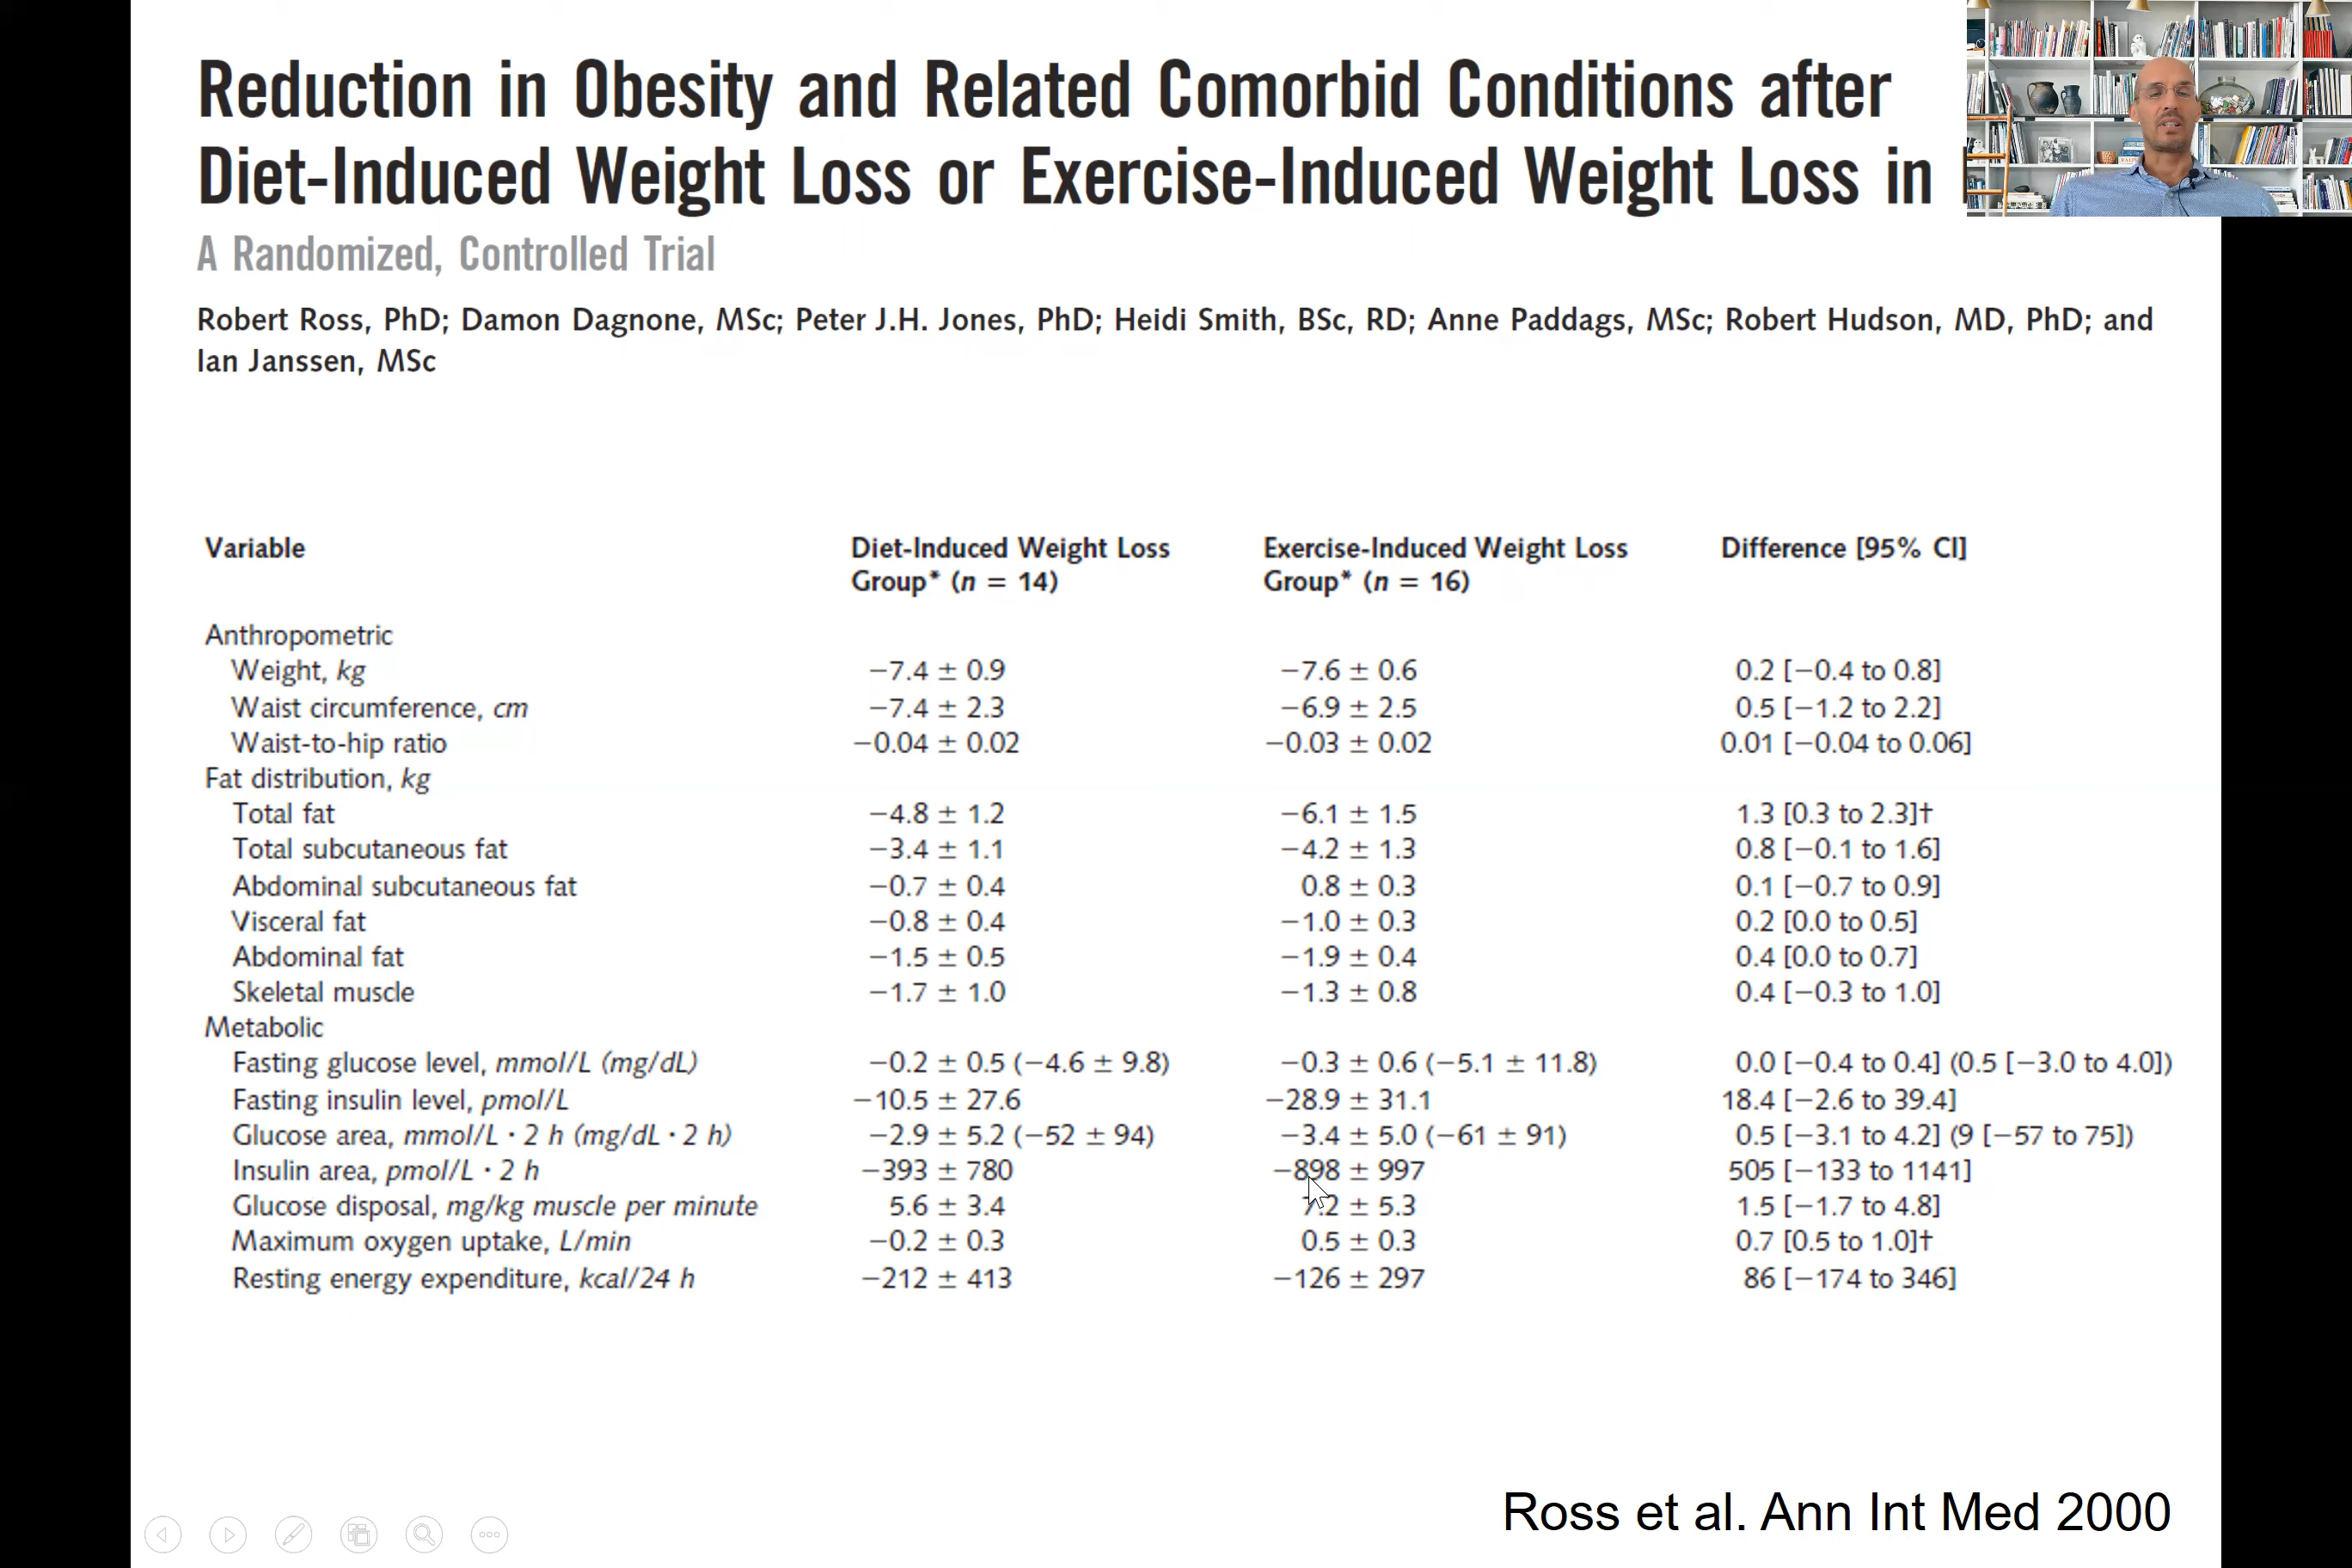 Reduction in Obesity and Related Comorbid Conditions after
Diet-Induced Weight Loss or Exercise-Induced Weight Loss in
A Randomized, Controlled Trial
Robert Ross, PhD; Damon Dagnone, MSc; Peter J.H. Jones, PhD; Heidi Smith, BSc, RD; Anne Paddags, MSc; Robert Hudson, MD, PhD; and
Ian Janssen, MSc
Variable Diet-Induced Weight Loss Exercise-Induced Weight Loss Difference [95% CI]
Group* (n = 14) Group* (n = 16)
Anthropometric
Weight, kg −7.4 ± 0.9 −7.6 ± 0.6 0.2 [−0.4 to 0.8]
Waist circumference, cm −7.4 ± 2.3 −6.9 ± 2.5 0.5 [−1.2 to 2.2]
Waist-to-hip ratio −0.04 ± 0.02 −0.03 ± 0.02 0.01 [−0.04 to 0.06]
Fat distribution, kg
Total fat −4.8 ± 1.2 −6.1 ± 1.5 1.3 [0.3 to 2.3]†
Total subcutaneous fat −3.4 ± 1.1 −4.2 ± 1.3 0.8 [−0.1 to 1.6]
Abdominal subcutaneous fat −0.7 ± 0.4 0.8 ± 0.3 0.1 [−0.7 to 0.9]
Visceral fat −0.8 ± 0.4 −1.0 ± 0.3 0.2 [0.0 to 0.5]
Abdominal fat −1.5 ± 0.5 −1.9 ± 0.4 0.4 [0.0 to 0.7]
Skeletal muscle −1.7 ± 1.0 −1.3 ± 0.8 0.4 [−0.3 to 1.0]
Metabolic
Fasting glucose level, mmol/L (mg/dL) −0.2 ± 0.5 (−4.6 ± 9.8) −0.3 ± 0.6 (−5.1 ± 11.8) 0.0 [−0.4 to 0.4] (0.5 [−3.0 to 4.0])
Fasting insulin level, pmol/L −10.5 ± 27.6 −28.9 ± 31.1 18.4 [−2.6 to 39.4]
Glucose area, mmol/L · 2 h (mg/dL · 2 h) −2.9 ± 5.2 (−52 ± 94) −3.4 ± 5.0 (−61 ± 91) 0.5 [−3.1 to 4.2] (9 [−57 to 75])
Insulin area, pmol/L · 2 h −393 ± 780 −898 ± 997 505 [−133 to 1141]
Glucose disposal, mg/kg muscle per minute 5.6 ± 3.4 7.2 ± 5.3 1.5 [−1.7 to 4.8]
Maximum oxygen uptake, L/min −0.2 ± 0.3 0.5 ± 0.3 0.7 [0.5 to 1.0]†
Resting energy expenditure, kcal/24 h −212 ± 413 −126 ± 297 86 [−174 to 346]
Ross et al. Ann Int Med 2000